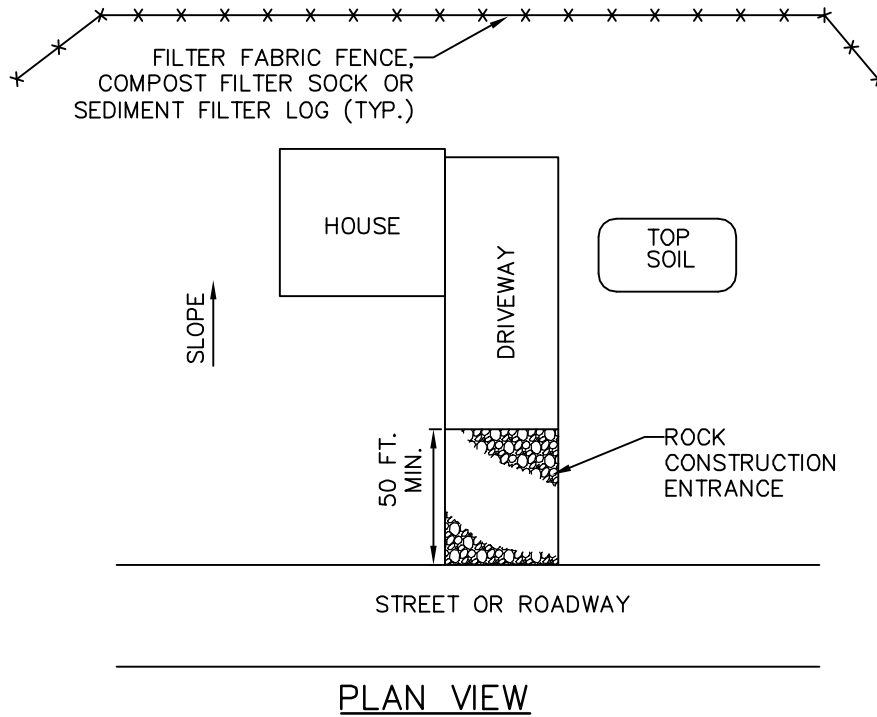 FILTER FABRIC FENCE,
COMPOST FILTER SOCK OR
SEDIMENT FILTER LOG (TYP.)
HOUSE
DRIVEWAY
TOP
SOIL
SLOPE
50 FT.
MIN.
ROCK
CONSTRUCTION
ENTRANCE
STREET OR ROADWAY
PLAN VIEW